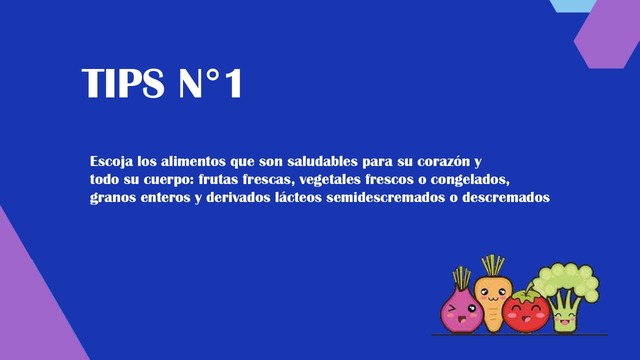 TIPS N°1
Escoja los alimentos que son saludables para su corazón y
todo su cuerpo: frutas frescas, vegetales frescos o congelados,
granos enteros y derivados lácteos semidescremados o descremados